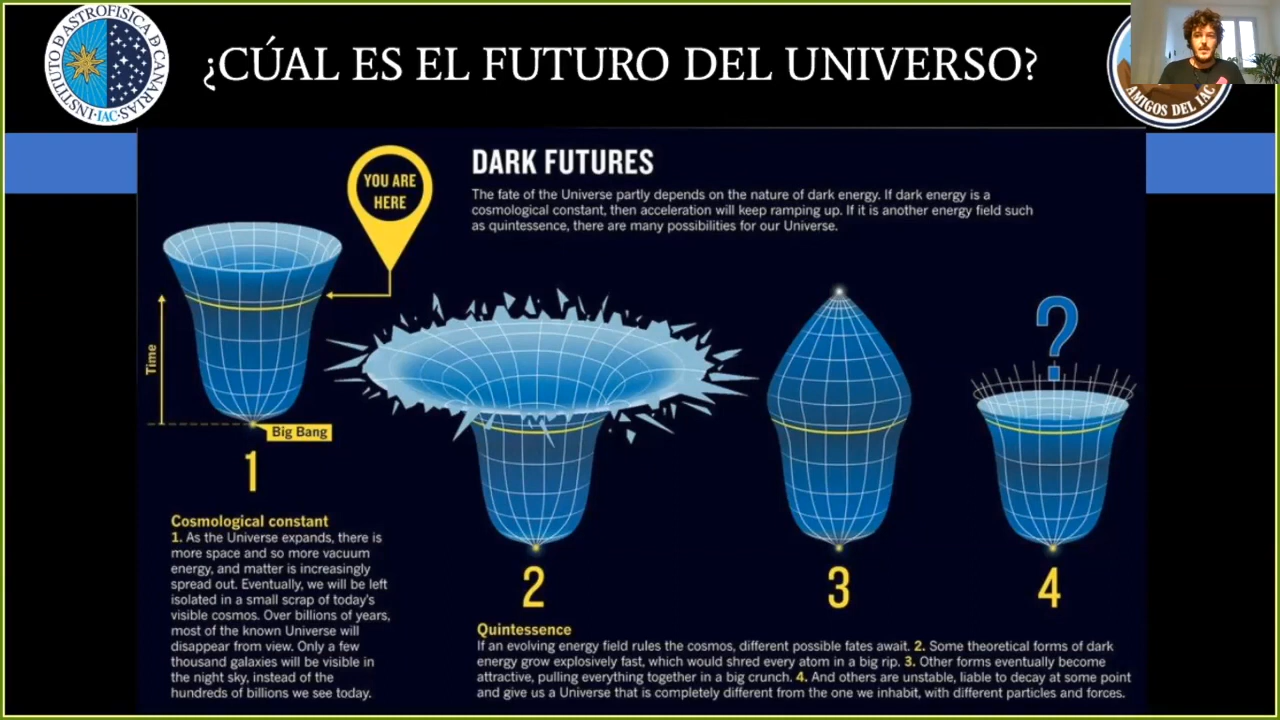 INSTITUTO DE ASTROFISICA DE CANARIAS
·IAC·
¿CÚAL ES EL FUTURO DEL UNIVERSO?
AMIGOS DEL IAC
YOU ARE
HERE
DARK FUTURES
The fate of the Universe partly depends on the nature of dark energy. If dark energy is a
cosmological constant, then acceleration will keep ramping up. If it is another energy field such
as quintessence, there are many possibilities for our Universe.
Time
Big Bang
?
1
2
3
4
Cosmological constant
1. As the Universe expands, there is
more space and so more vacuum
energy, and matter is increasingly
spread out. Eventually, we will be left
isolated in a small scrap of today's
visible cosmos. Over billions of years,
most of the known Universe will
disappear from view. Only a few
thousand galaxies will be visible in
the night sky, instead of the
hundreds of billions we see today.
Quintessence
If an evolving energy field rules the cosmos, different possible fates await. 2. Some theoretical forms of dark
energy grow explosively fast, which would shred every atom in a big rip. 3. Other forms eventually become
attractive, pulling everything together in a big crunch. 4. And others are unstable, liable to decay at some point
and give us a Universe that is completely different from the one we inhabit, with different particles and forces.